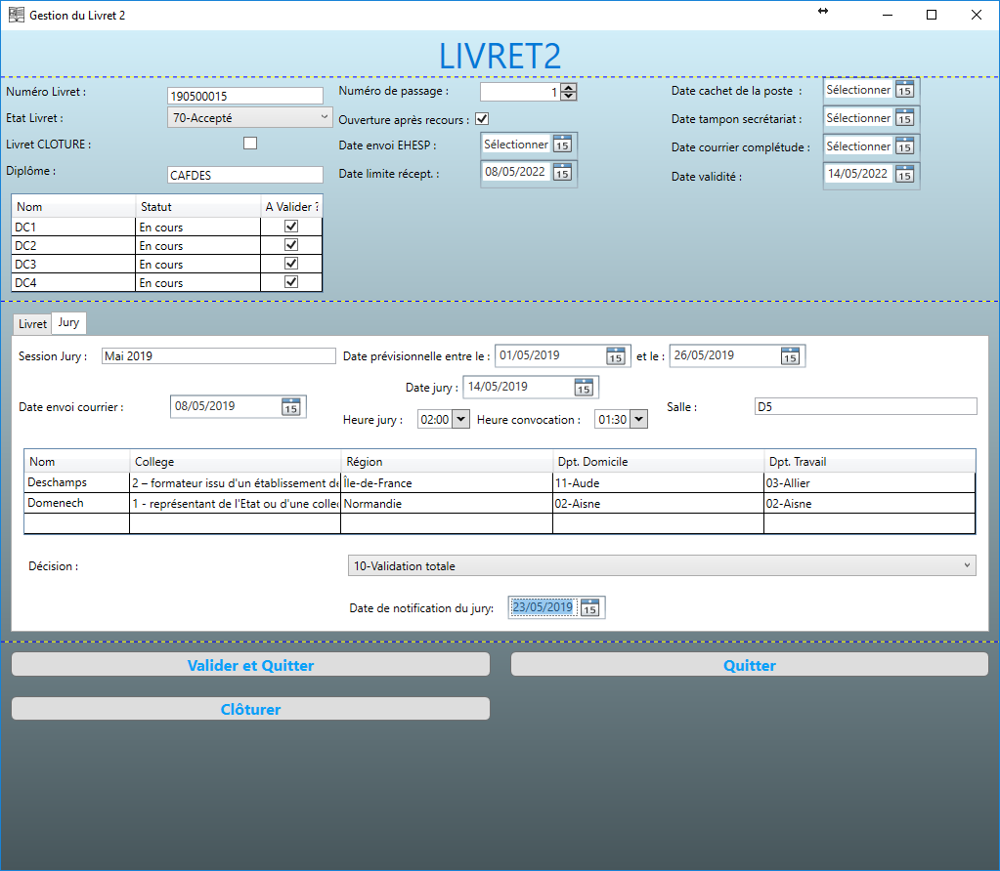 Gestion du Livret 2
LIVRET2
Numéro Livret : 190500015 Numéro de passage : 1 Date cachet de la poste : Sélectionner 15
Etat Livret : 70-Accepté Ouverture après recours : Date tampon secrétariat : Sélectionner 15
Livret CLOTURE : Date envoi EHESP : Sélectionner 15 Date courrier complétude : Sélectionner 15
Diplôme : CAFDES Date limite récept. : 08/05/2022 15 Date validité : 14/05/2022 15
Nom Statut A Valider ?
DC1 En cours
DC2 En cours
DC3 En cours
DC4 En cours
Livret Jury
Session Jury : Mai 2019 Date prévisionnelle entre le : 01/05/2019 15 et le : 26/05/2019 15
Date jury : 14/05/2019 15
Date envoi courrier : 08/05/2019 15 Salle : D5
Heure jury : 02:00 Heure convocation : 01:30
Nom College Région Dpt. Domicile Dpt. Travail
Deschamps 2 – formateur issu d'un établissement de Île-de-France 11-Aude 03-Allier
Domenech 1 - représentant de l'Etat ou d'une collec Normandie 02-Aisne 02-Aisne
Décision : 10-Validation totale
Date de notification du jury: 23/05/2019 15
Valider et Quitter Quitter
Clôturer